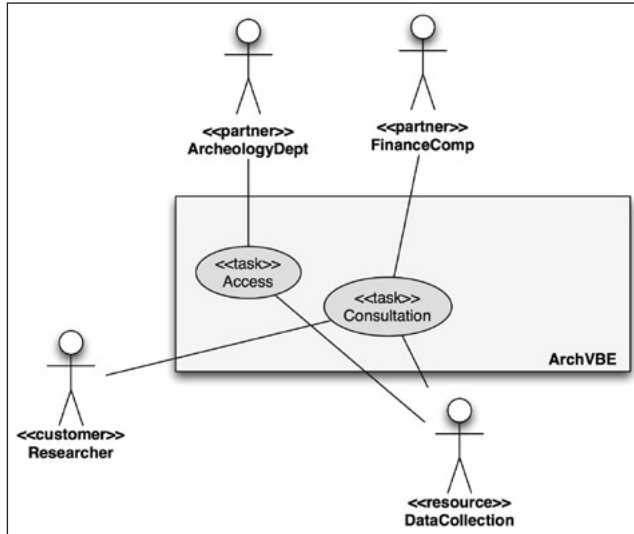 <<partner>>
ArcheologyDept
<<partner>>
FinanceComp
<<task>>
Access
<<task>>
Consultation
ArchVBE
<<customer>>
Researcher
<<resource>>
DataCollection